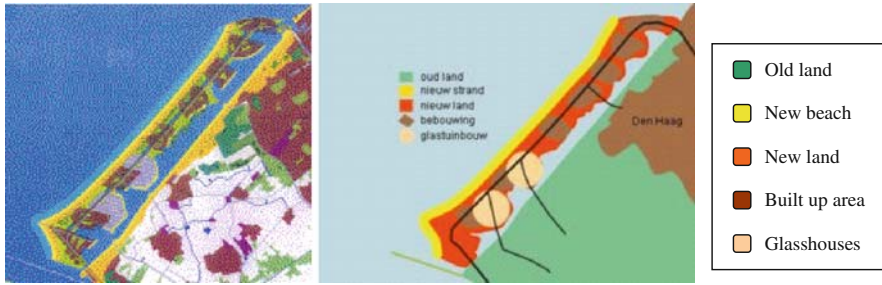 oud land
nieuw strand
nieuw land
bebouwing
glastuinbouw
Den Haag
Old land
New beach
New land
Built up area
Glasshouses